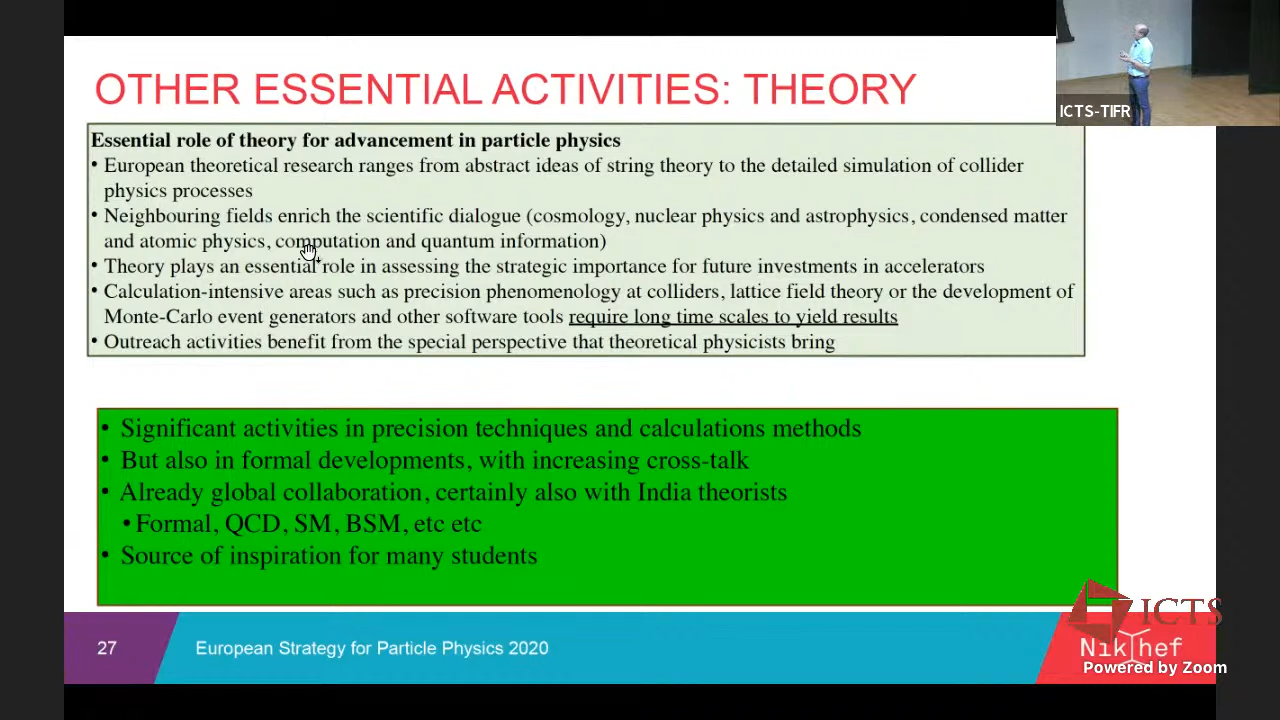 OTHER ESSENTIAL ACTIVITIES: THEORY
ICTS-TIFR
Essential role of theory for advancement in particle physics
• European theoretical research ranges from abstract ideas of string theory to the detailed simulation of collider
physics processes
• Neighbouring fields enrich the scientific dialogue (cosmology, nuclear physics and astrophysics, condensed matter
and atomic physics, computation and quantum information)
• Theory plays an essential role in assessing the strategic importance for future investments in accelerators
• Calculation-intensive areas such as precision phenomenology at colliders, lattice field theory or the development of
Monte-Carlo event generators and other software tools require long time scales to yield results
• Outreach activities benefit from the special perspective that theoretical physicists bring
• Significant activities in precision techniques and calculations methods
• But also in formal developments, with increasing cross-talk
• Already global collaboration, certainly also with India theorists
• Formal, QCD, SM, BSM, etc etc
• Source of inspiration for many students
ICTS
27
European Strategy for Particle Physics 2020
Nikhef
Powered by Zoom